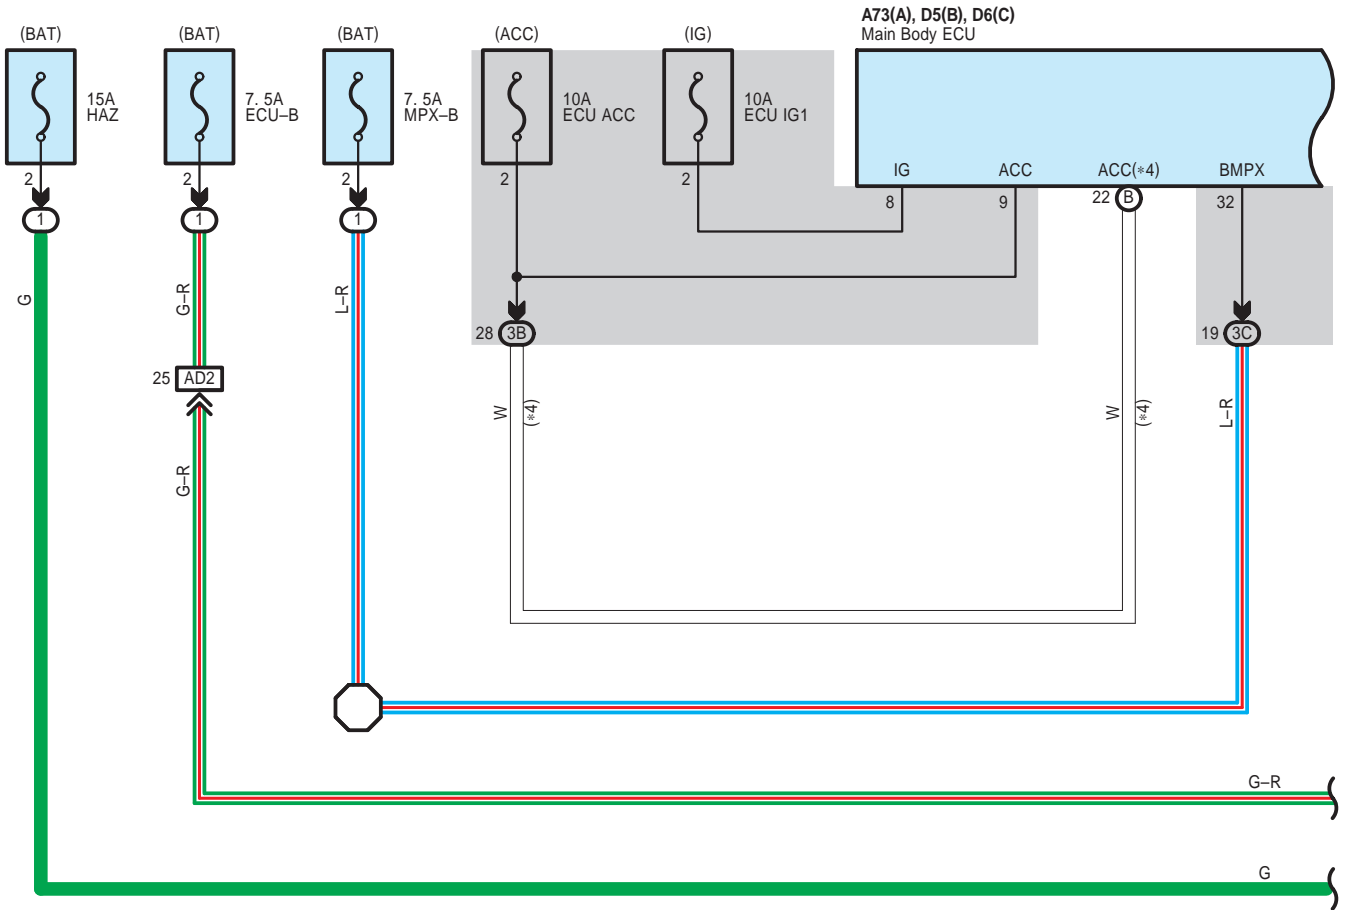 A73(A), D5(B), D6(C)
Main Body ECU
(BAT)
(BAT)
(BAT)
(ACC)
(IG)
15A
HAZ
7. 5A
ECU–B
7. 5A
MPX–B
10A
ECU ACC
10A
ECU IG1
IG
ACC
ACC(∗4)
BMPX
2
2
2
2
2
8
9
22
B
32
1
1
1
G
G–R
L–R
28
3B
19
3C
25
AD2
W
(∗4)
W
(∗4)
L–R
G–R
G–R
G